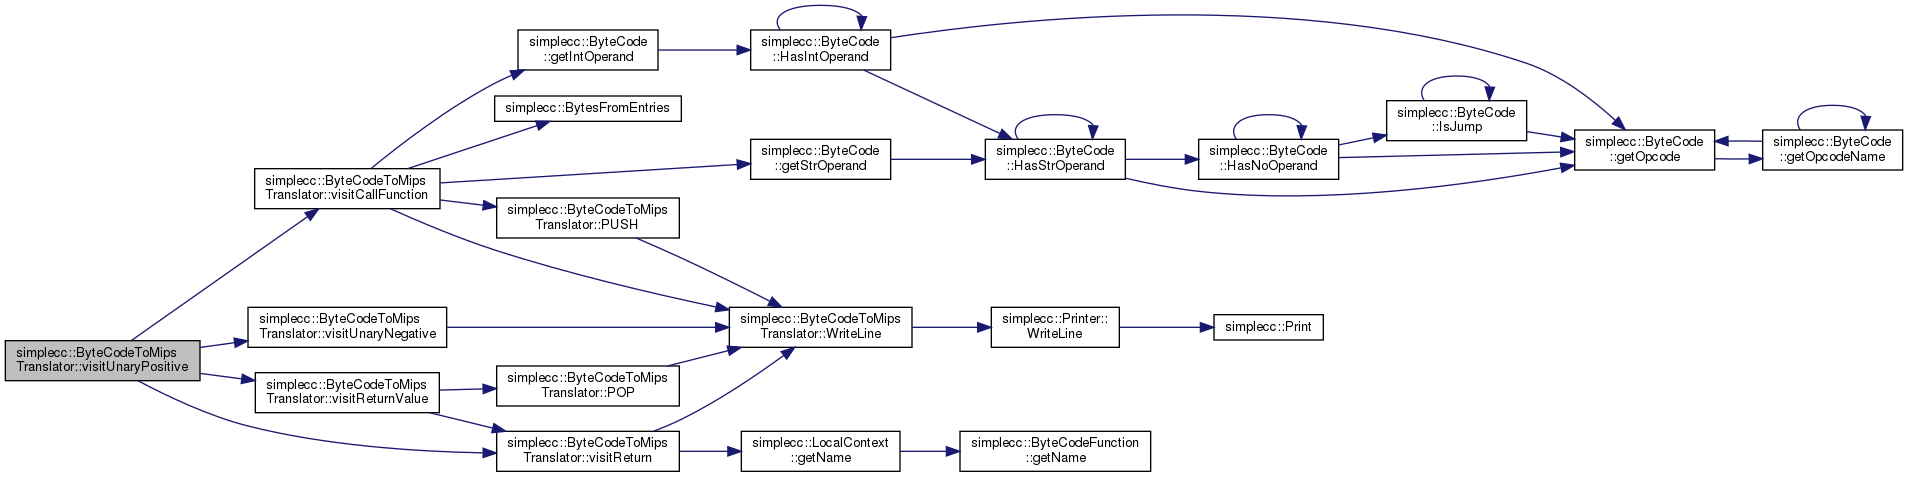 simplecc::ByteCodeToMips
Translator::visitUnaryPositive
simplecc::ByteCodeToMips
Translator::visitCallFunction
simplecc::ByteCodeToMips
Translator::visitUnaryNegative
simplecc::ByteCodeToMips
Translator::visitReturnValue
simplecc::ByteCode
::getIntOperand
simplecc::BytesFromEntries
simplecc::ByteCodeToMips
Translator::PUSH
simplecc::ByteCodeToMips
Translator::POP
simplecc::ByteCodeToMips
Translator::visitReturn
simplecc::ByteCode
::HasIntOperand
simplecc::ByteCode
::getStrOperand
simplecc::ByteCodeToMips
Translator::WriteLine
simplecc::LocalContext
::getName
simplecc::ByteCode
::HasStrOperand
simplecc::Printer::
WriteLine
simplecc::ByteCodeFunction
::getName
simplecc::ByteCode
::HasNoOperand
simplecc::Print
simplecc::ByteCode
::IsJump
simplecc::ByteCode
::getOpcode
simplecc::ByteCode
::getOpcodeName